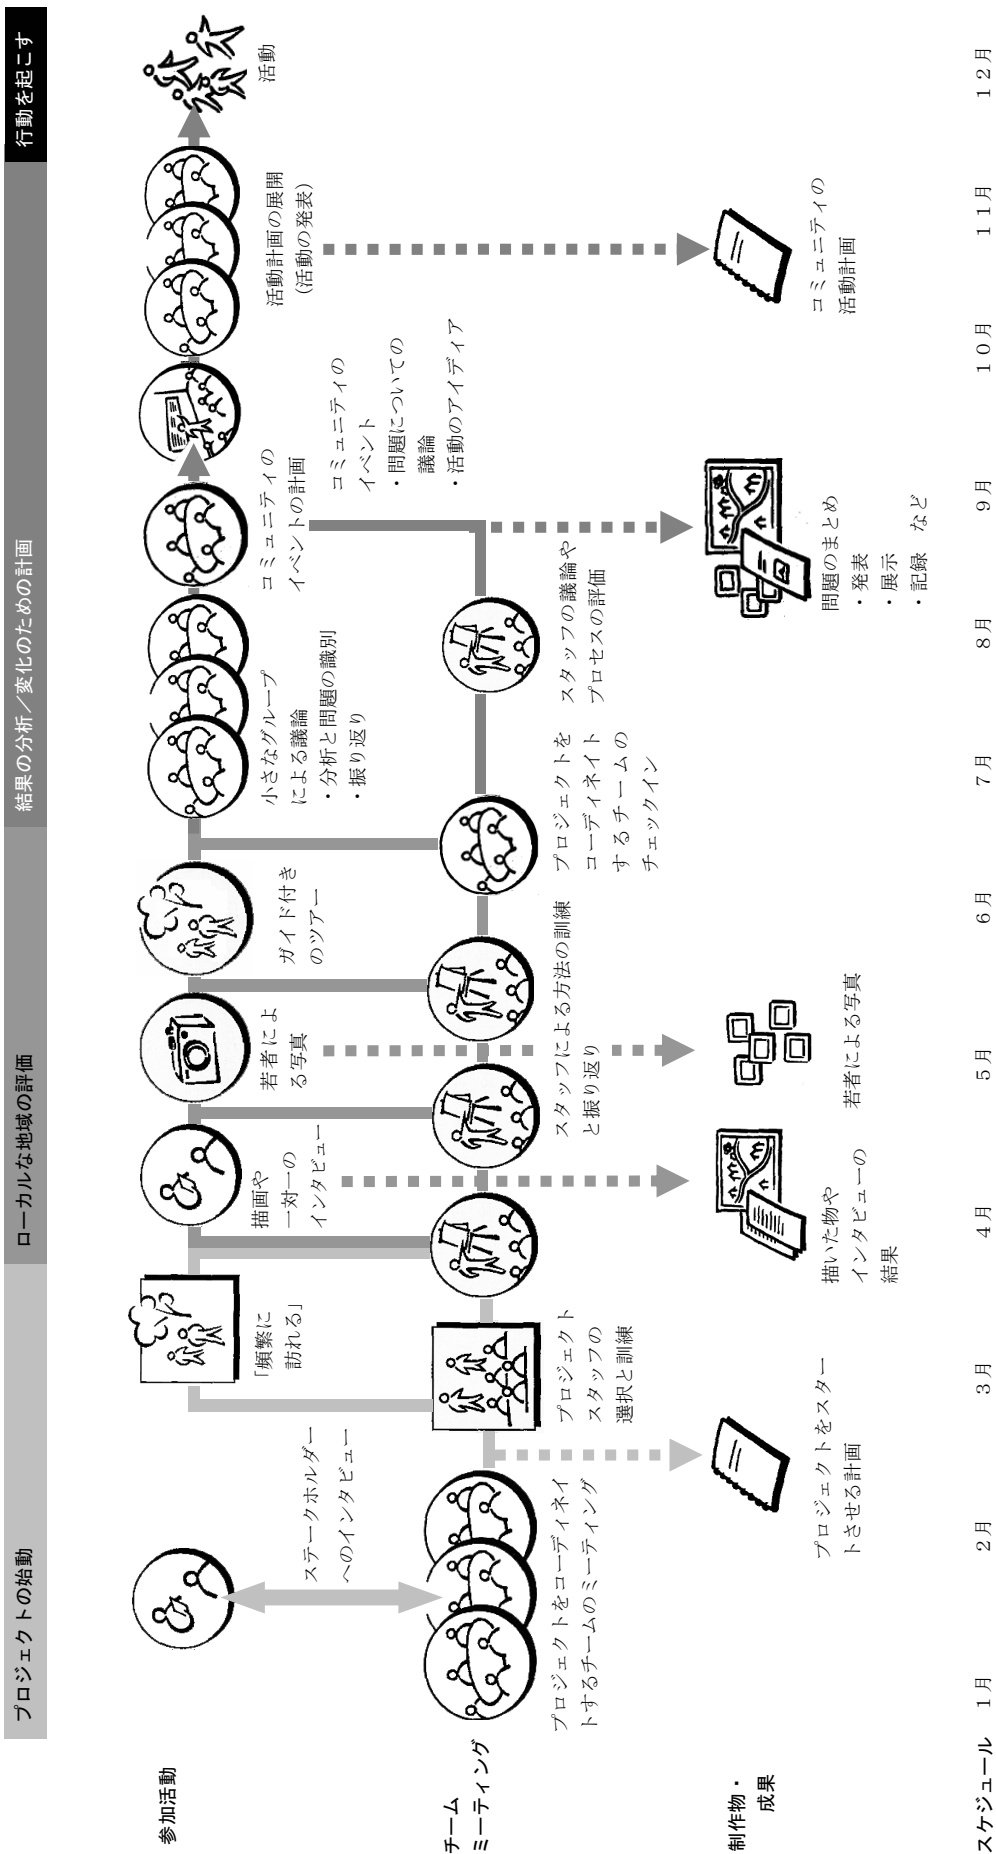 プロジェクトの始動
ローカルな地域の評価
結果の分析／変化のための計画
行動を起こす
参加活動
ステークホルダー
へのインタビュー
「頻繁に
訪れる」
描画や
一対一の
インタビュー
若者によ
る写真
ガイド付き
のツアー
小さなグループ
による議論
・分析と問題の識別
・振り返り
コミュニティの
イベントの計画
コミュニティの
イベント
・問題についての
議論
・活動のアイディア
活動計画の展開
（活動の発表）
活動
チーム
ミーティング
プロジェクトをコーディネイ
トするチームのミーティング
プロジェクト
スタッフの
選択と訓練
スタッフによる方法の訓練
と振り返り
プロジェクトを
コーディネイト
するチームの
チェックイン
スタッフの議論や
プロセスの評価
制作物・
成果
プロジェクトをスター
トさせる計画
描いた物や
インタビューの
結果
若者による写真
問題のまとめ
・発表
・展示
・記録　など
コミュニティの
活動計画
スケジュール　1月　2月　3月　4月　5月　6月　7月　8月　9月　10月　11月　12月